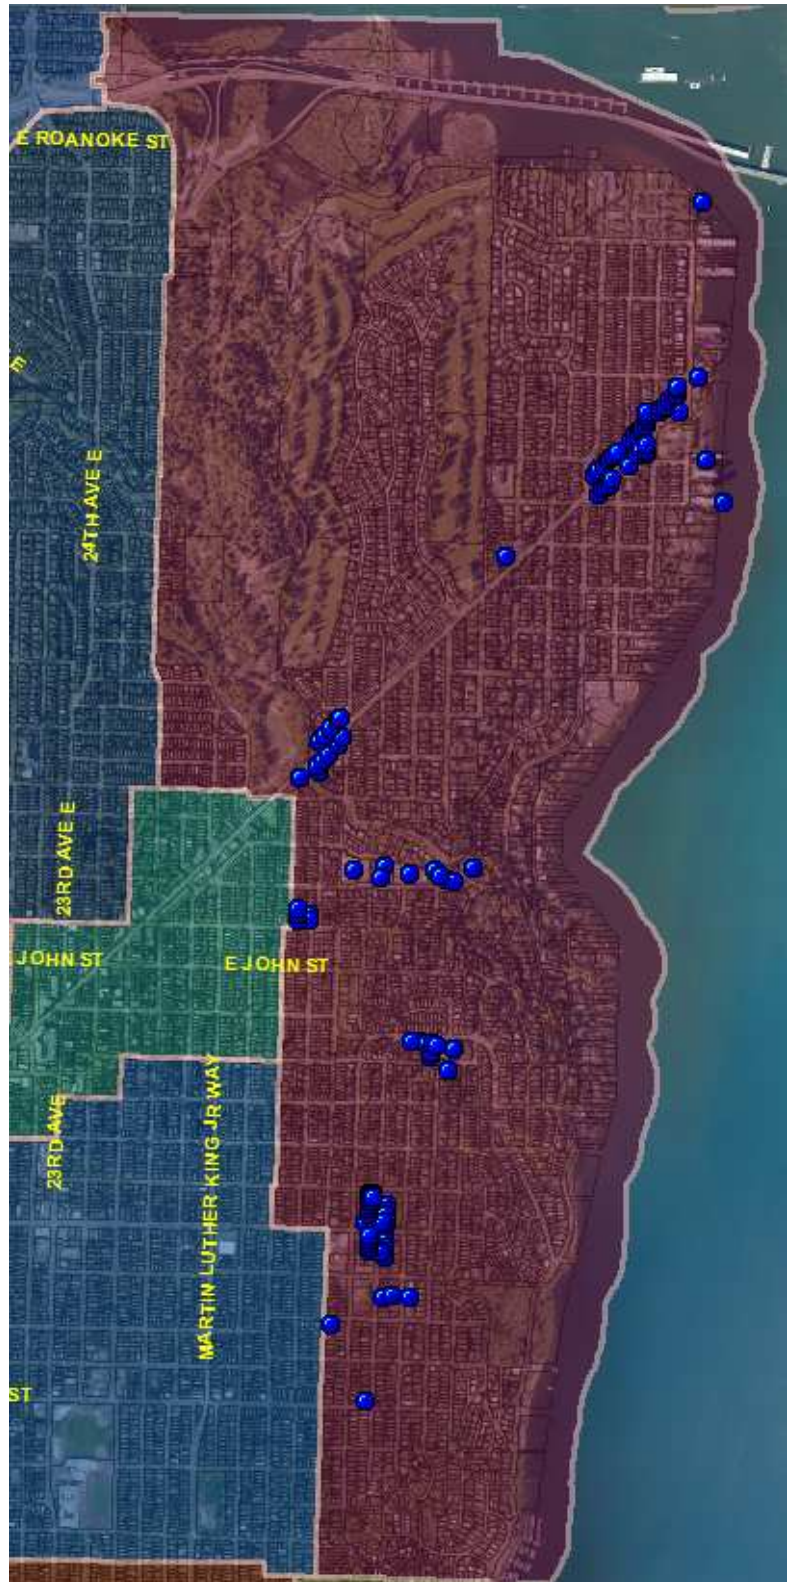 E ROANOKE ST
E
24TH AVE E
23RD AVE E
JOHN ST
E JOHN ST
23RD AVE
MARTIN LUTHER KING JR WAY
ST